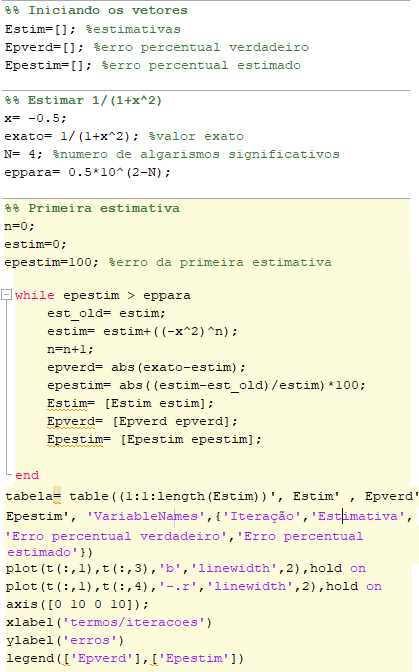 %% Iniciando os vetores
Estim=[]; %estimativas
Epverd=[]; %erro percentual verdadeiro
Epestim=[]; %erro percentual estimado
%% Estimar 1/(1+x^2)
x= -0.5;
exato= 1/(1+x^2); %valor exato
N= 4; %numero de algarismos significativos
eppara= 0.5*10^(2-N);
%% Primeira estimativa
n=0;
estim=0;
epestim=100; %erro da primeira estimativa
while epestim > eppara
est_old= estim;
estim= estim+((-x^2)^n);
n=n+1;
epverd= abs(exato-estim);
epestim= abs((estim-est_old)/estim)*100;
Estim= [Estim estim];
Epverd= [Epverd epverd];
Epestim= [Epestim epestim];
end
tabela= table((1:1:length(Estim))', Estim' , Epverd'
Epestim', 'VariableNames',{'Iteração','Estimativa',
'Erro percentual verdadeiro','Erro percentual
estimado'})
plot(t(:,1),t(:,3),'b','linewidth',2),hold on
plot(t(:,1),t(:,4),'-.r','linewidth',2),hold on
axis([0 10 0 10]);
xlabel('termos/iteracoes')
ylabel('erros')
legend(['Epverd'],['Epestim'])